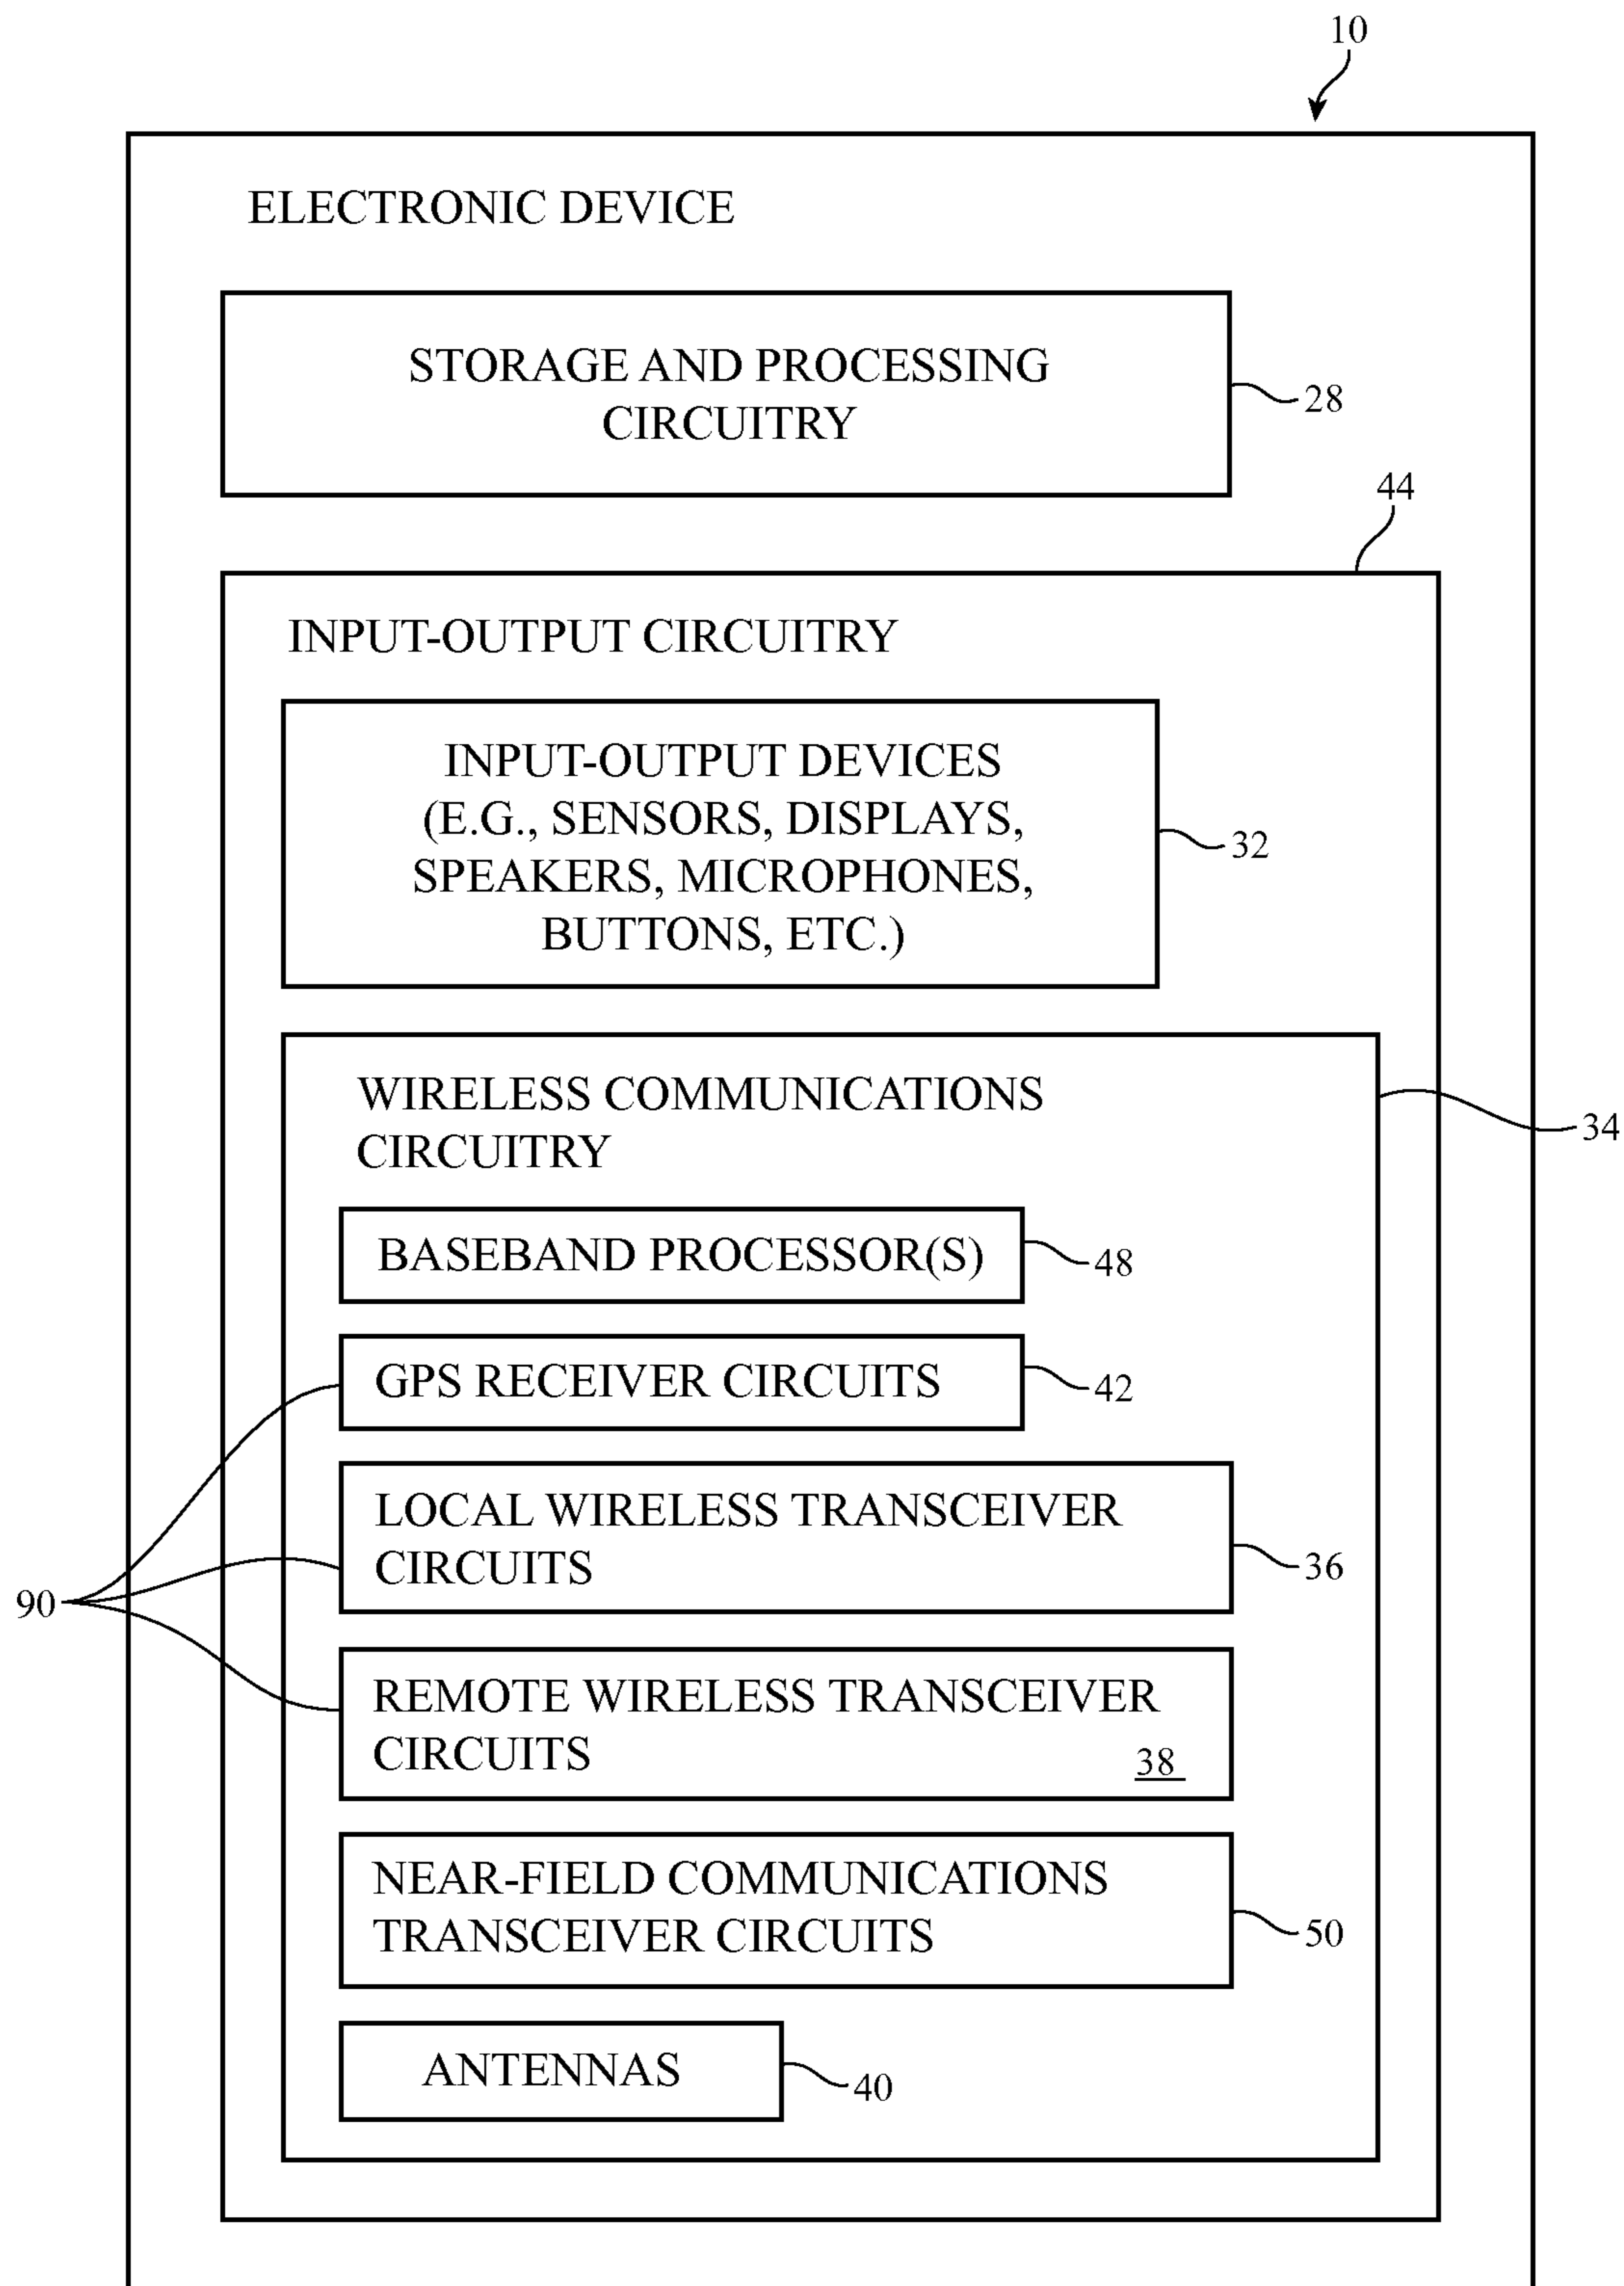 10
ELECTRONIC DEVICE
STORAGE AND PROCESSING
CIRCUITRY
28
44
INPUT-OUTPUT CIRCUITRY
INPUT-OUTPUT DEVICES
(E.G., SENSORS, DISPLAYS,
SPEAKERS, MICROPHONES,
BUTTONS, ETC.)
32
WIRELESS COMMUNICATIONS
CIRCUITRY
34
BASEBAND PROCESSOR(S)
48
GPS RECEIVER CIRCUITS
42
LOCAL WIRELESS TRANSCEIVER
CIRCUITS
36
90
REMOTE WIRELESS TRANSCEIVER
CIRCUITS
38
NEAR-FIELD COMMUNICATIONS
TRANSCEIVER CIRCUITS
50
ANTENNAS
40